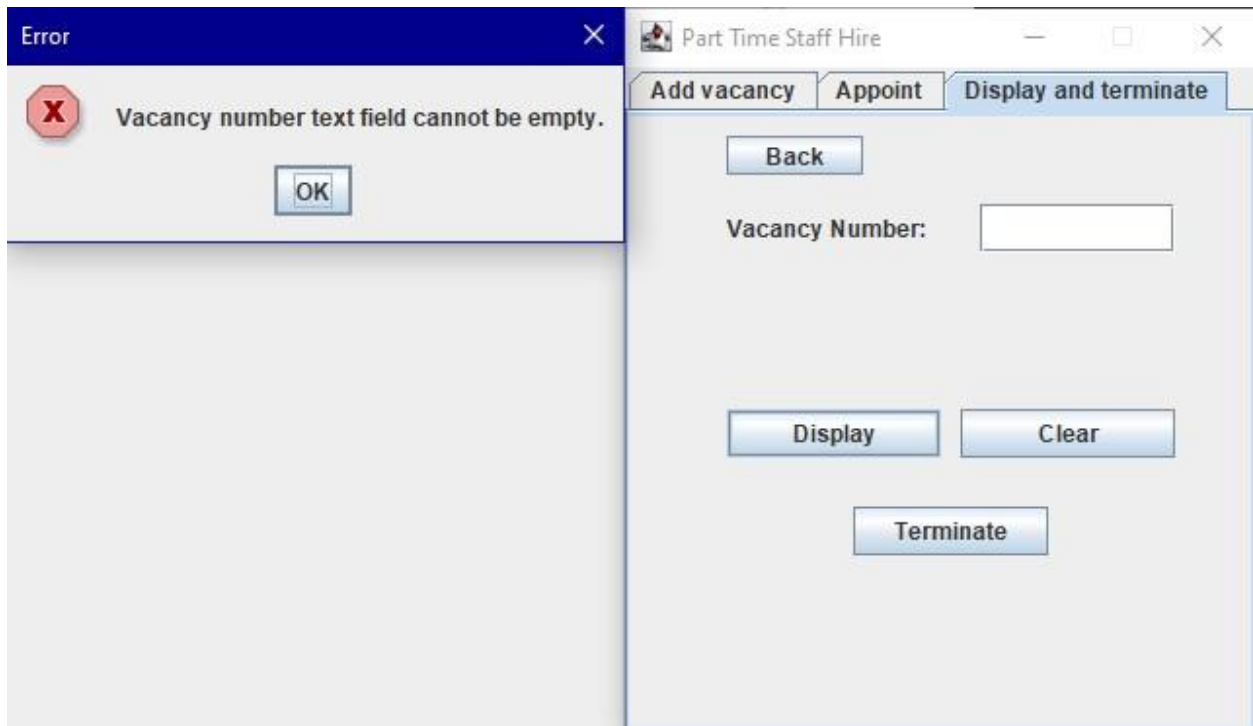 Error
Vacancy number text field cannot be empty.
OK
Part Time Staff Hire
Add vacancy Appoint Display and terminate
Back
Vacancy Number:
Display Clear
Terminate